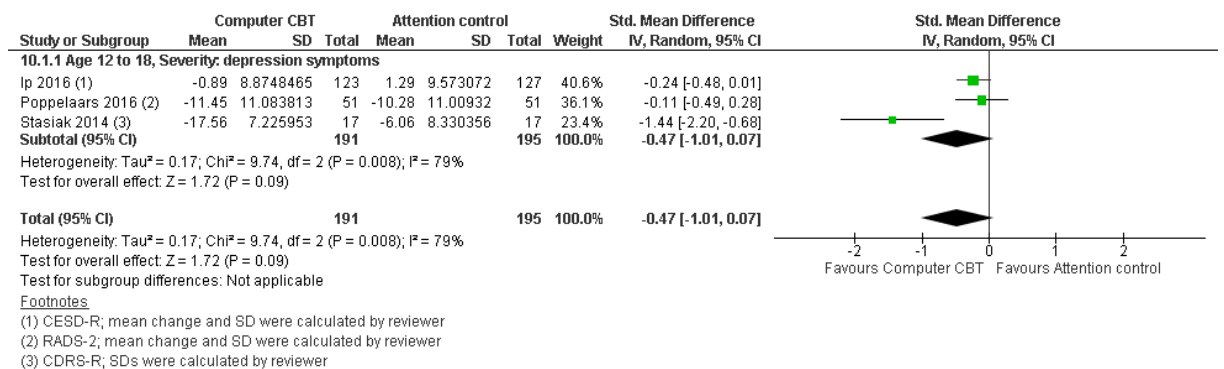 Computer CBT Attention control Std. Mean Difference Std. Mean Difference
Study or Subgroup Mean SD Total Mean SD Total Weight IV, Random, 95% CI IV, Random, 95% CI
10.1.1 Age 12 to 18, Severity: depression symptoms
Ip 2016 (1) -0.89 8.8748465 123 1.29 9.573072 127 40.6% -0.24 [-0.48, 0.01]
Poppelaars 2016 (2) -11.45 11.083813 51 -10.28 11.00932 51 36.1% -0.11 [-0.49, 0.28]
Stasiak 2014 (3) -17.56 7.225953 17 -6.06 8.330356 17 23.4% -1.44 [-2.20, -0.68]
Subtotal (95% CI) 191 195 100.0% -0.47 [-1.01, 0.07]
Heterogeneity: Tau² = 0.17; Chi² = 9.74, df = 2 (P = 0.008); I² = 79%
Test for overall effect: Z = 1.72 (P = 0.09)
Total (95% CI) 191 195 100.0% -0.47 [-1.01, 0.07]
Heterogeneity: Tau² = 0.17; Chi² = 9.74, df = 2 (P = 0.008); I² = 79%
Test for overall effect: Z = 1.72 (P = 0.09)
Test for subgroup differences: Not applicable
-2 -1 0 1 2
Favours Computer CBT Favours Attention control
Footnotes
(1) CESD-R; mean change and SD were calculated by reviewer
(2) RADS-2; mean change and SD were calculated by reviewer
(3) CDRS-R; SDs were calculated by reviewer